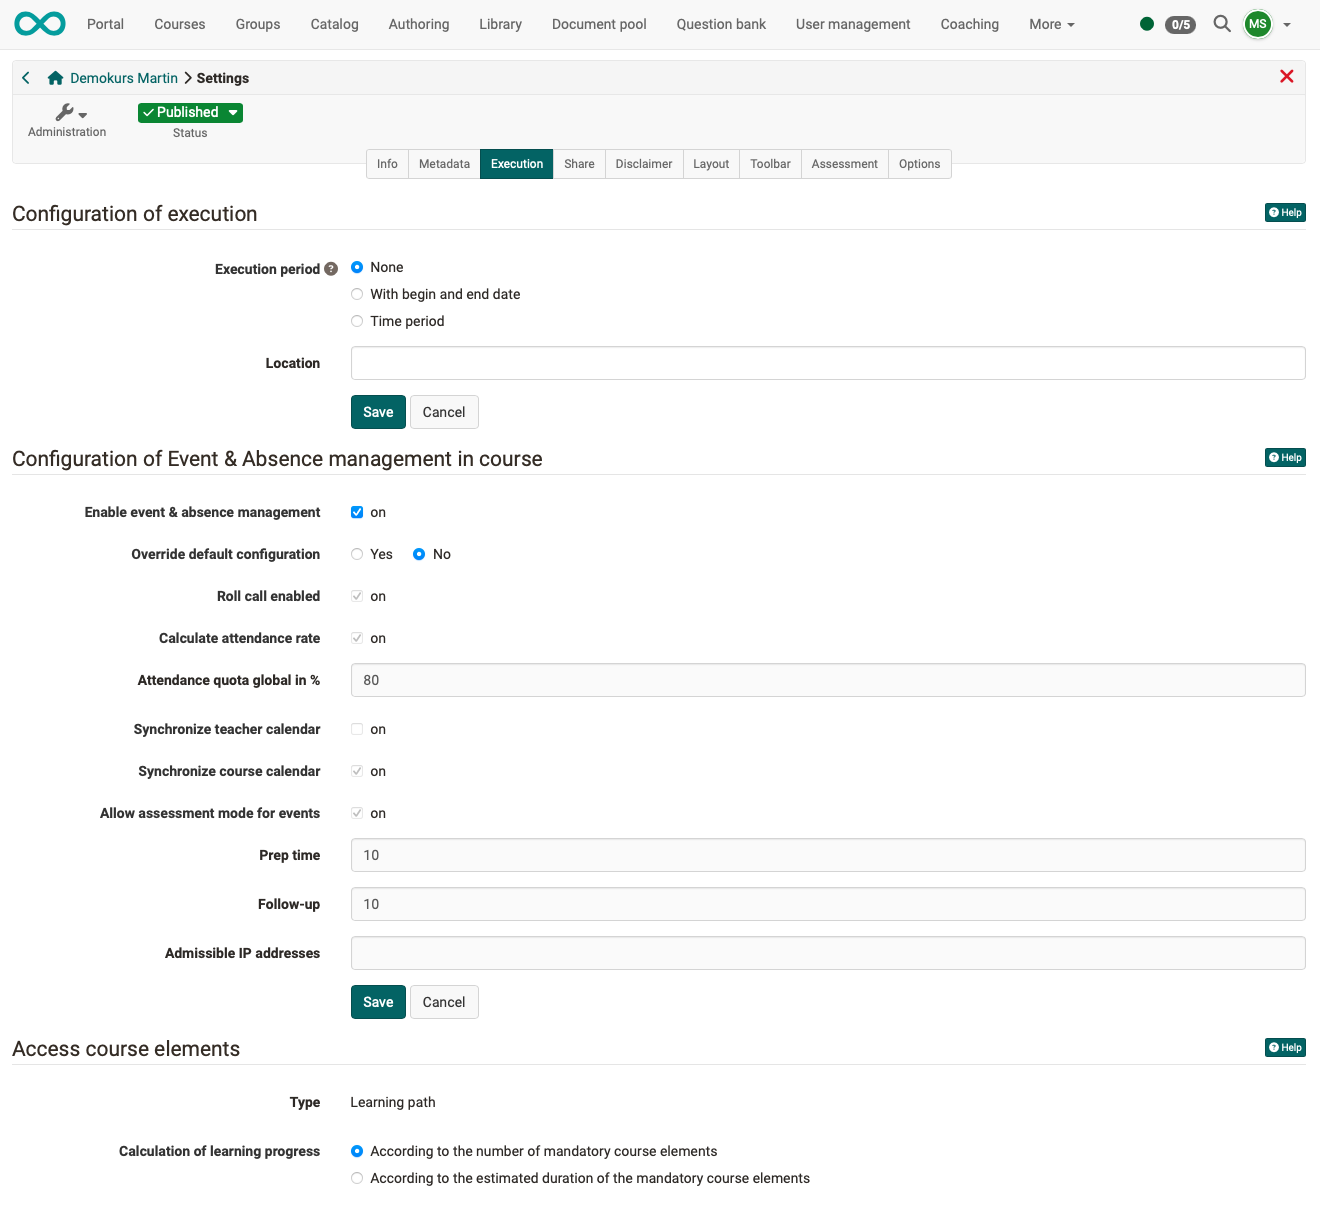 Portal Courses Groups Catalog Authoring Library Document pool Question bank User management Coaching More 0/5 MS
Demokurs Martin Settings
Administration
Published
Status
Info Metadata Execution Share Disclaimer Layout Toolbar Assessment Options
Configuration of execution
? Help
Execution period ?
None
With begin and end date
Time period
Location
Save Cancel
Configuration of Event & Absence management in course
? Help
Enable event & absence management on
Override default configuration Yes No
Roll call enabled on
Calculate attendance rate on
Attendance quota global in % 80
Synchronize teacher calendar on
Synchronize course calendar on
Allow assessment mode for events on
Prep time 10
Follow-up 10
Admissible IP addresses
Save Cancel
Access course elements
? Help
Type Learning path
Calculation of learning progress According to the number of mandatory course elements
According to the estimated duration of the mandatory course elements